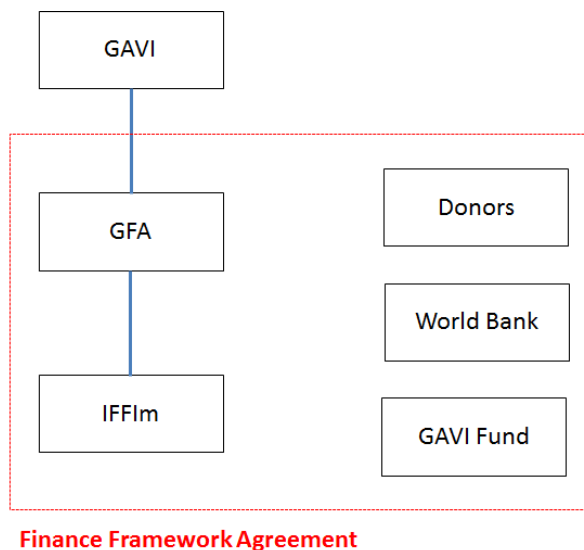 GAVI
GFA
IFFIm
Donors
World Bank
GAVI Fund
Finance Framework Agreement